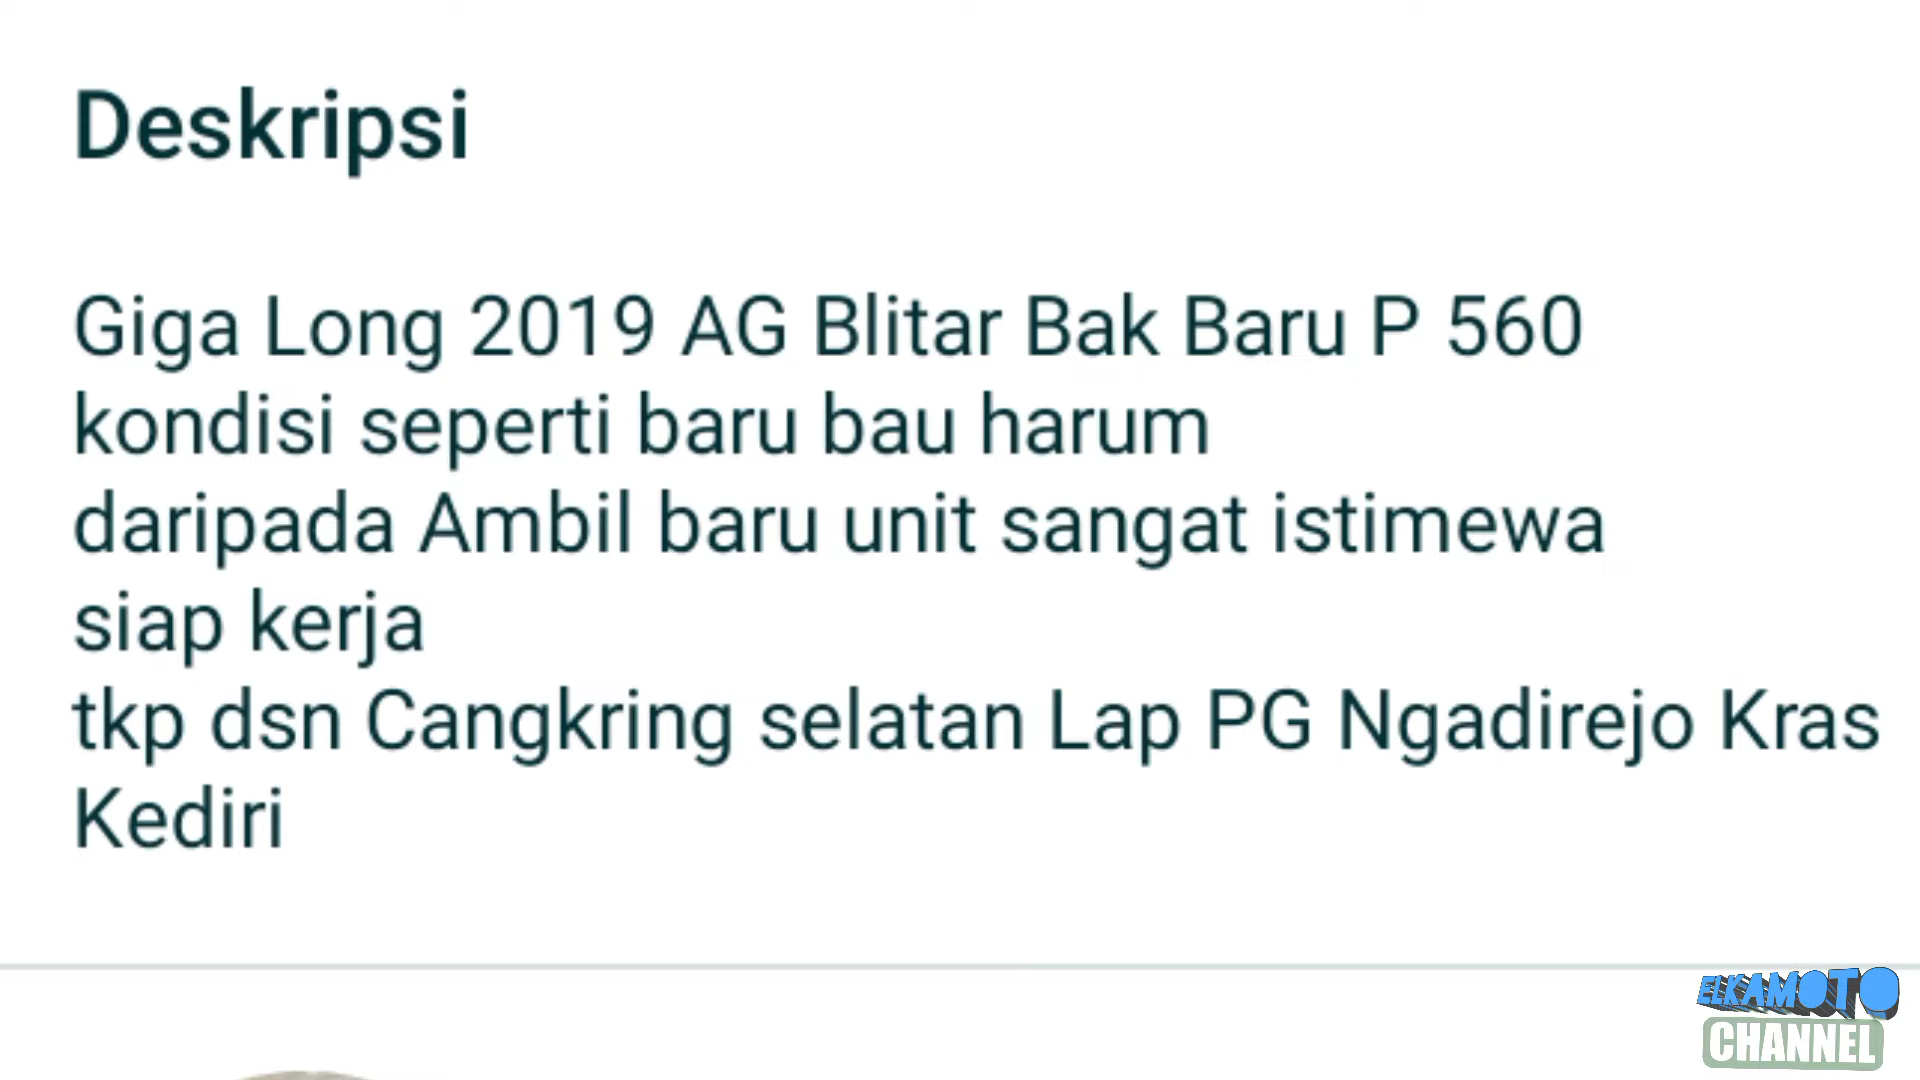 Deskripsi
Giga Long 2019 AG Blitar Bak Baru P 560
kondisi seperti baru bau harum
daripada Ambil baru unit sangat istimewa
siap kerja
tkp dsn Cangkring selatan Lap PG Ngadirejo Kras
Kediri
ELKAMOTO
CHANNEL